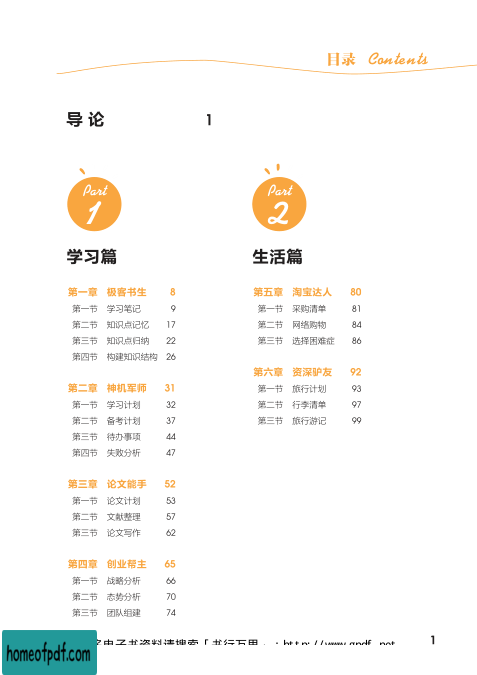 目录 Contents
导 论 1
Part
1
学习篇
第一章 极客书生 8
第一节 学习笔记 9
第二节 知识点记忆 17
第三节 知识点归纳 22
第四节 构建知识结构 26
第二章 神机军师 31
第一节 学习计划 32
第二节 备考计划 37
第三节 待办事项 44
第四节 失败分析 47
第三章 论文能手 52
第一节 论文计划 53
第二节 文献整理 57
第三节 论文写作 62
第四章 创业帮主 65
第一节 战略分析 66
第二节 态势分析 70
第三节 团队组建 74
Part
2
生活篇
第五章 淘宝达人 80
第一节 采购清单 81
第二节 网络购物 84
第三节 选择困难症 86
第六章 资深驴友 92
第一节 旅行计划 93
第二节 行李清单 97
第三节 旅行游记 99
电子书资料请搜索「书行万里
1
homeofpdf.com